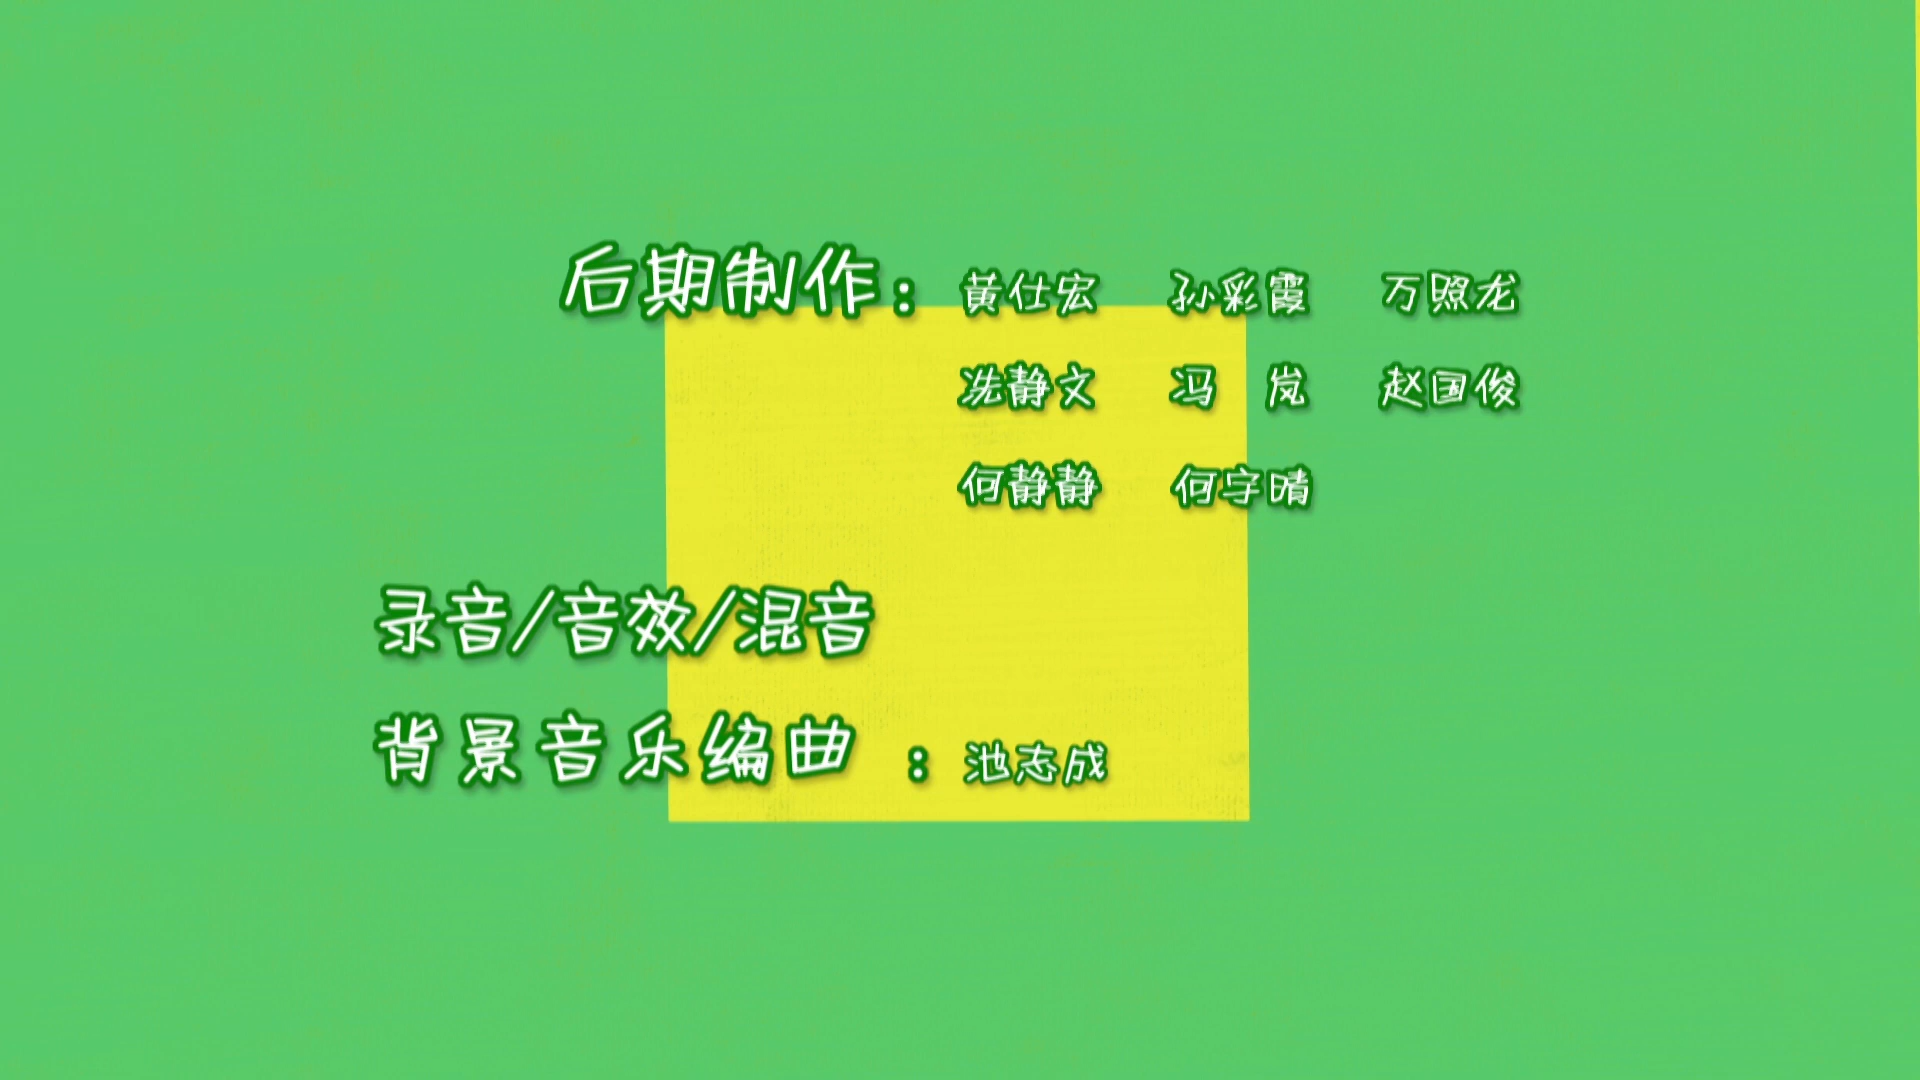 后期制作：黄仕宏 孙彩霞 万照龙
冼静文 冯 岚 赵国俊
何静静 何字晴
录音/音效/混音
背景音乐编曲：池志成